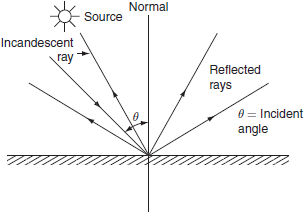 Normal
Source
Incandescent
ray
Reflected
rays
θ
θ = Incident
angle